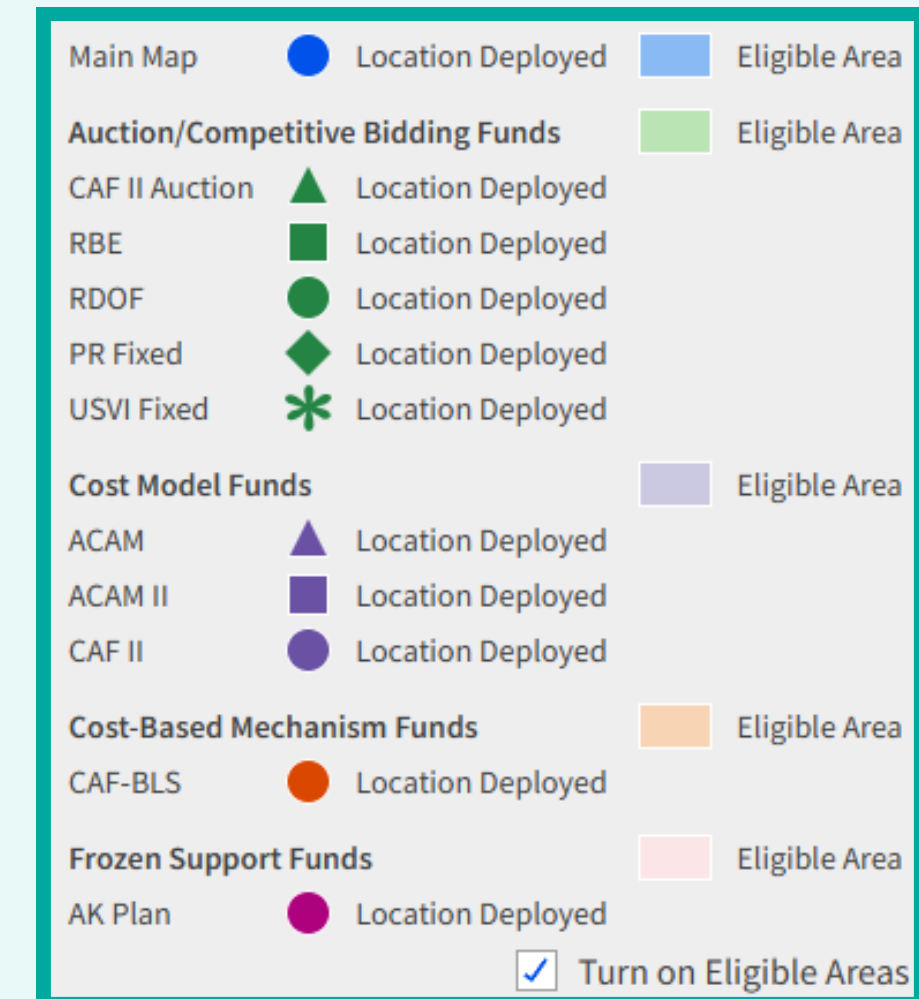 Main Map Location Deployed Eligible Area
Auction/Competitive Bidding Funds Eligible Area
CAF II Auction Location Deployed
RBE Location Deployed
RDOF Location Deployed
PR Fixed Location Deployed
USVI Fixed Location Deployed
Cost Model Funds Eligible Area
ACAM Location Deployed
ACAM II Location Deployed
CAF II Location Deployed
Cost-Based Mechanism Funds Eligible Area
CAF-BLS Location Deployed
Frozen Support Funds Eligible Area
AK Plan Location Deployed
Turn on Eligible Areas